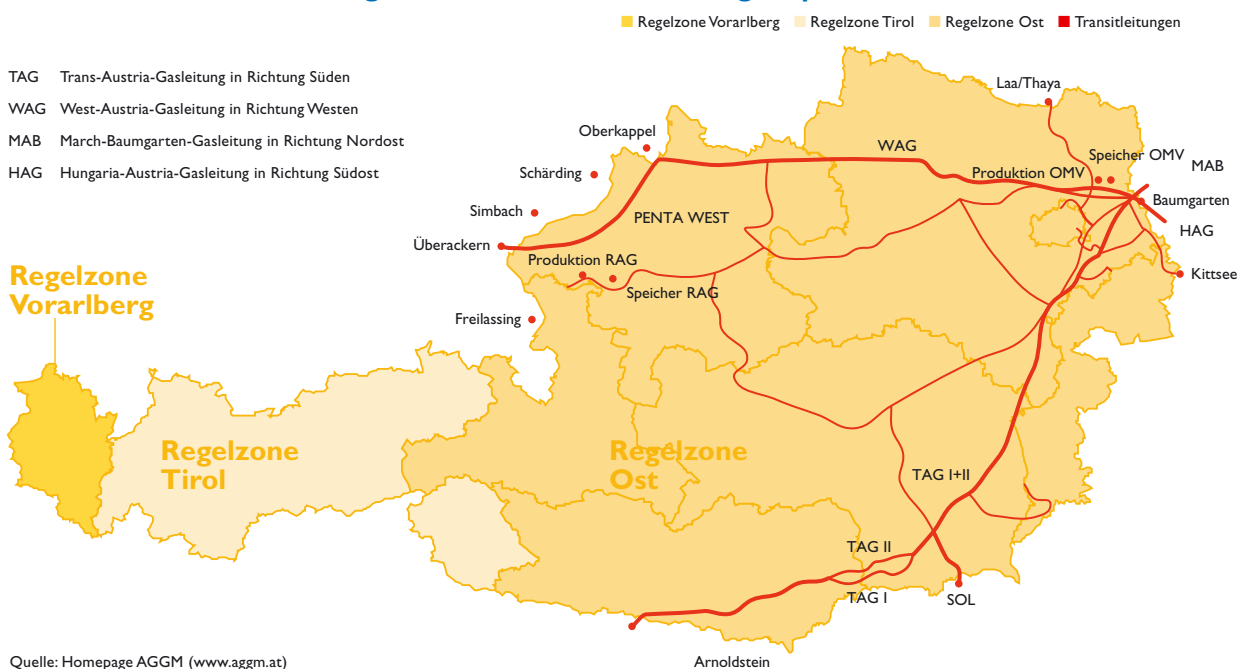 Regelzone Vorarlberg Regelzone Tirol Regelzone Ost Transitleitungen
TAG Trans-Austria-Gasleitung in Richtung Süden
WAG West-Austria-Gasleitung in Richtung Westen
MAB March-Baumgarten-Gasleitung in Richtung Nordost
HAG Hungaria-Austria-Gasleitung in Richtung Südost
Laa/Thaya
Oberkappel
WAG
Speicher OMV
MAB
Schärding
Produktion OMV
Baumgarten
Simbach
PENTA WEST
HAG
Überackern
Produktion RAG
Kittsee
Speicher RAG
Regelzone
Vorarlberg
Freilassing
Regelzone
Tirol
Regelzone
Ost
TAG I+II
TAG II
TAG I
SOL
Quelle: Homepage AGGM (www.aggm.at)
Arnoldstein